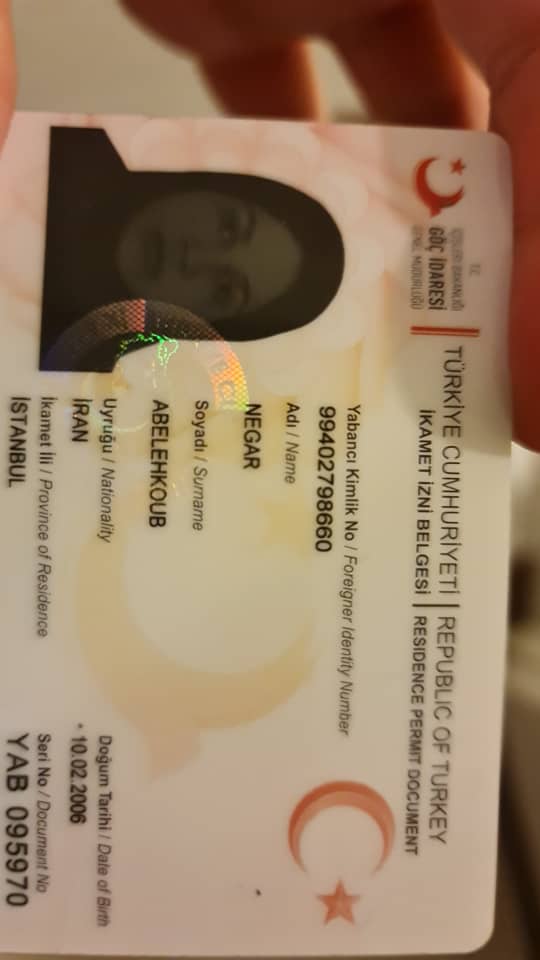 T.C.
İÇİŞLERİ BAKANLIĞI
GÖÇ İDARESİ
GENEL MÜDÜRLÜĞÜ
TÜRKİYE CUMHURİYETİ
İKAMET İZNİ BELGESİ
REPUBLIC OF TURKEY
RESIDENCE PERMIT DOCUMENT
Yabancı Kimlik No / Foreigner Identity Number
99402798660
Adı / Name
NEGAR
Soyadı / Surname
ABELEHKOUB
Uyruğu / Nationality
İRAN
Doğum Tarihi / Date of Birth
10.02.2006
İkamet İli / Province of Residence
İSTANBUL
Seri No / Document No
YAB 095970